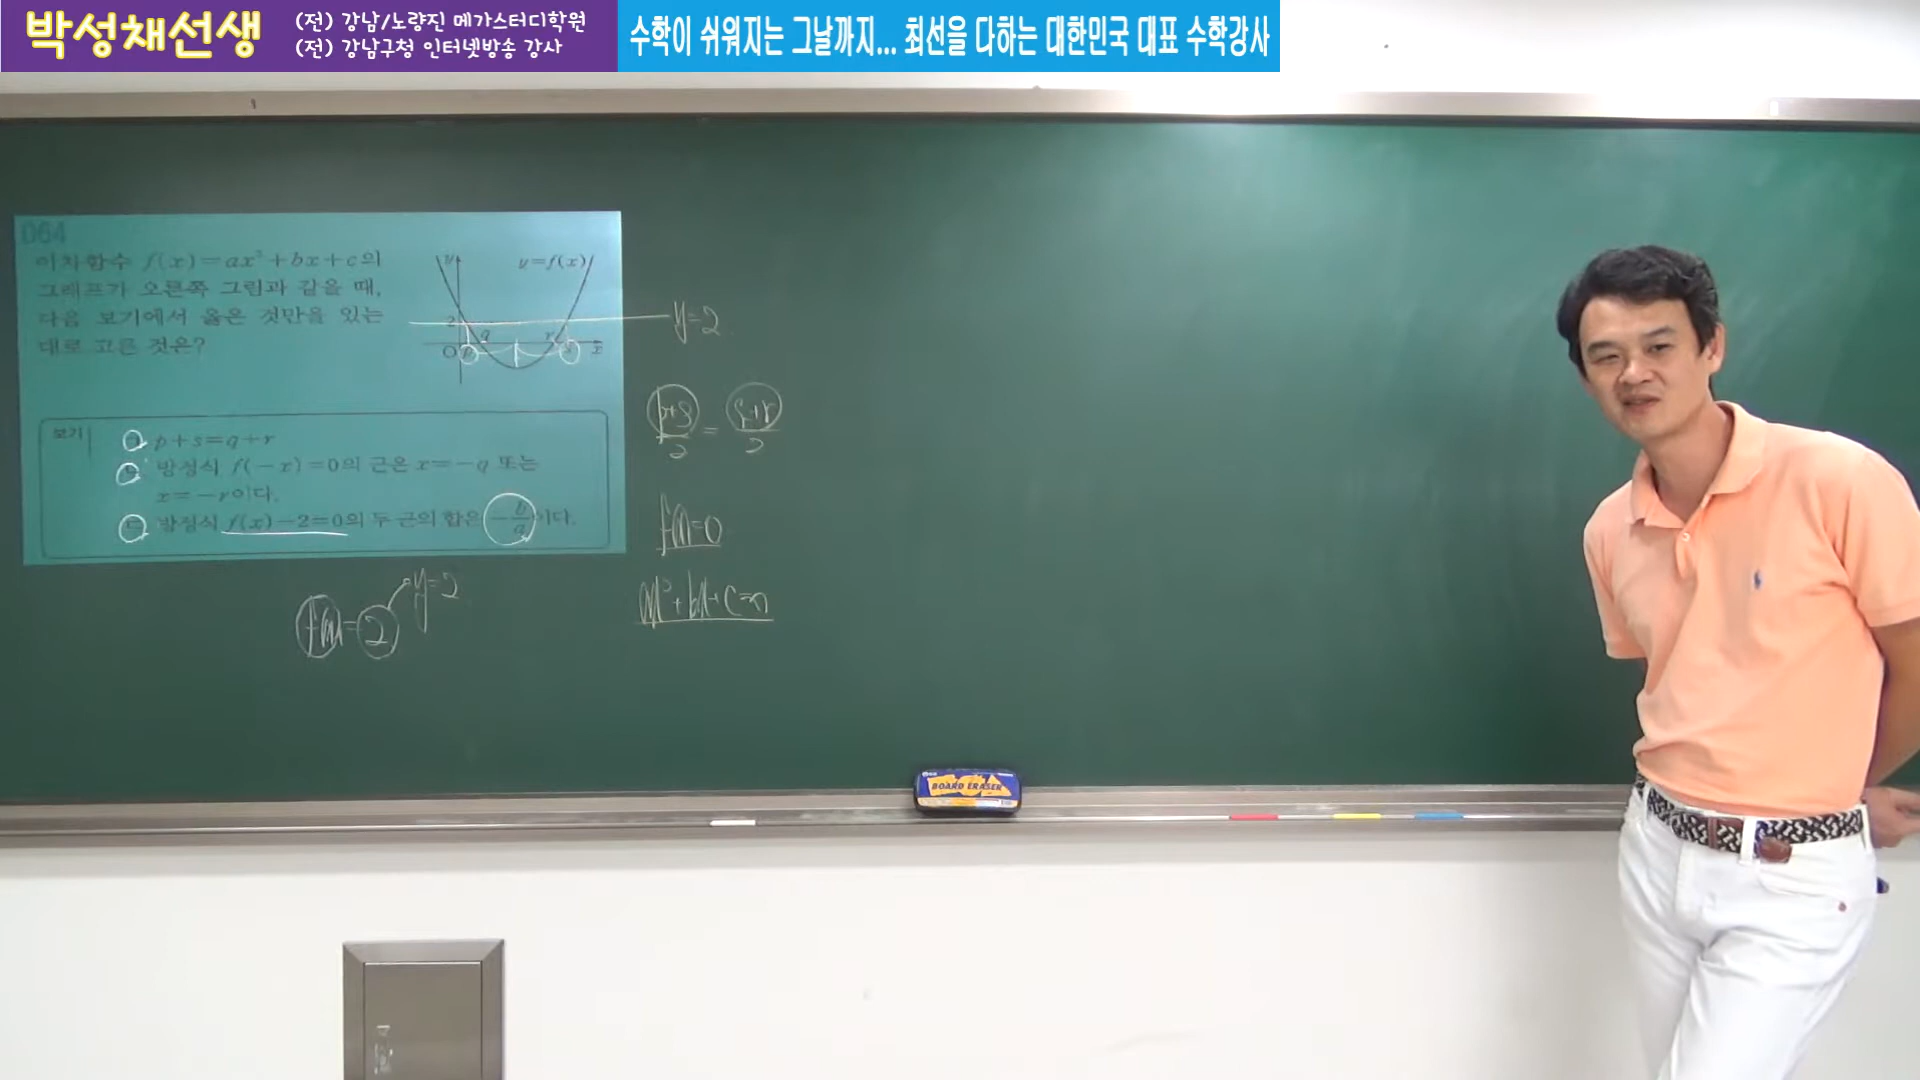 박성채선생
(전) 강남/노량진 메가스터디학원
(전) 강남구청 인터넷방송 강사
수학이 쉬워지는 그날까지... 최선을 다하는 대한민국 대표 수학강사
064
이차함수 f(x)=ax²+bx+c의
그래프가 오른쪽 그림과 같을 때,
다음 보기에서 옳은 것만을 있는
대로 고른 것은?
y
y=f(x)
2
q
r
O
p
s
x
y=2
보기
ㄱ. p+s=q+r
ㄴ. 방정식 f(-x)=0의 근은 x=-q 또는
x=-r이다.
ㄷ. 방정식 f(x)-2=0의 두 근의 합은 -b/a이다.
p+s/2 = q+r/2
f(x)=0
f(x)=2
y=2
BOARD ERASER